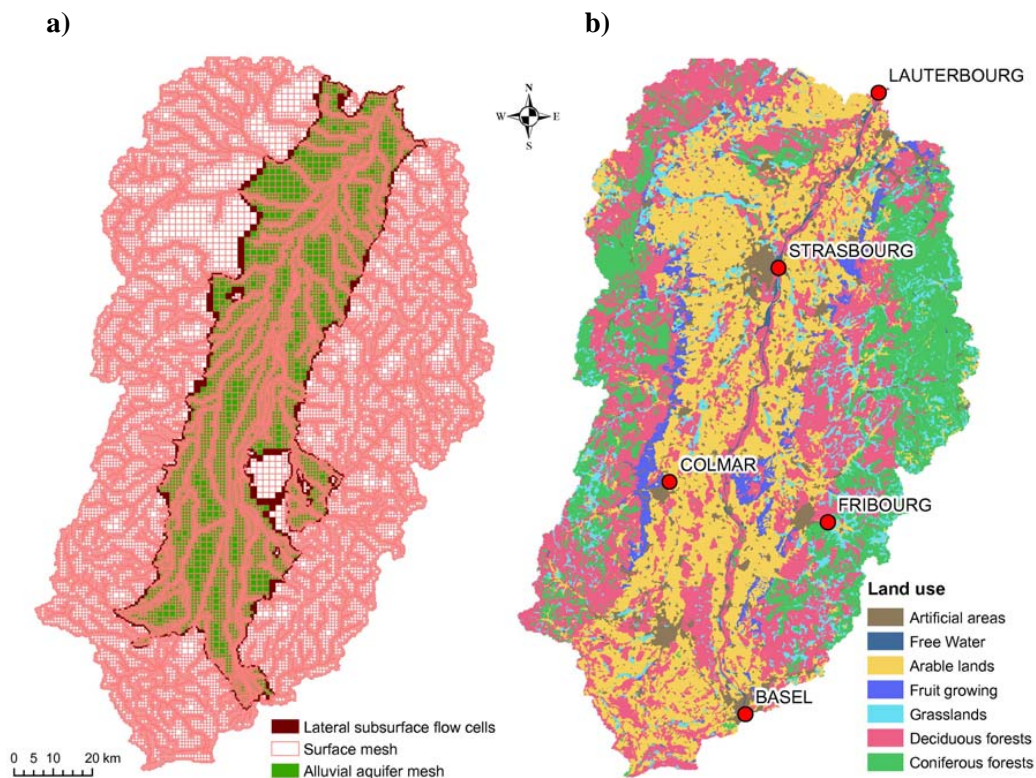 a)
b)
LAUTERBOURG
N
W E
S
STRASBOURG
COLMAR
FRIBOURG
BASEL
0 5 10 20 km
Lateral subsurface flow cells
Surface mesh
Alluvial aquifer mesh
Land use
Artificial areas
Free Water
Arable lands
Fruit growing
Grasslands
Deciduous forests
Coniferous forests